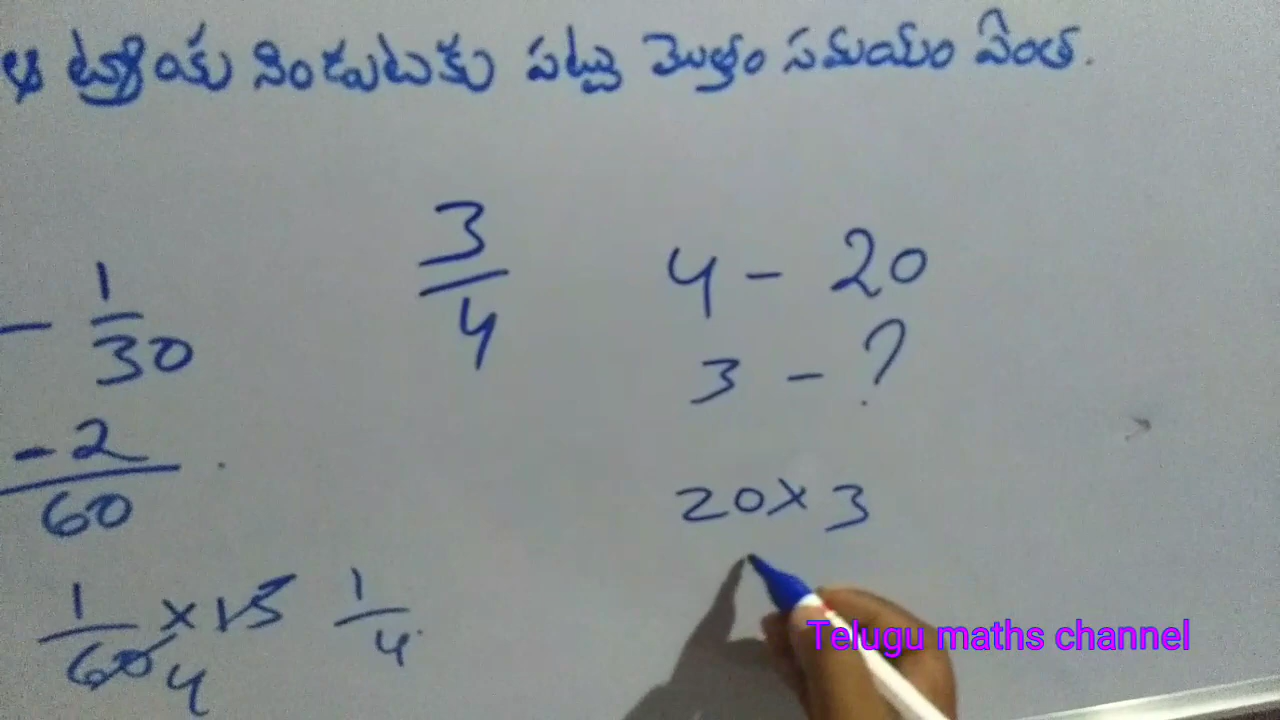 ఆ ట్యాంకు నిండుటకు పట్టు మొత్తం సమయం ఎంత.
3
4
4 - 20
3 - ?
- 1
30
- 2
60
20 x 3
1
60 x 15
4
1
4
Telugu maths channel